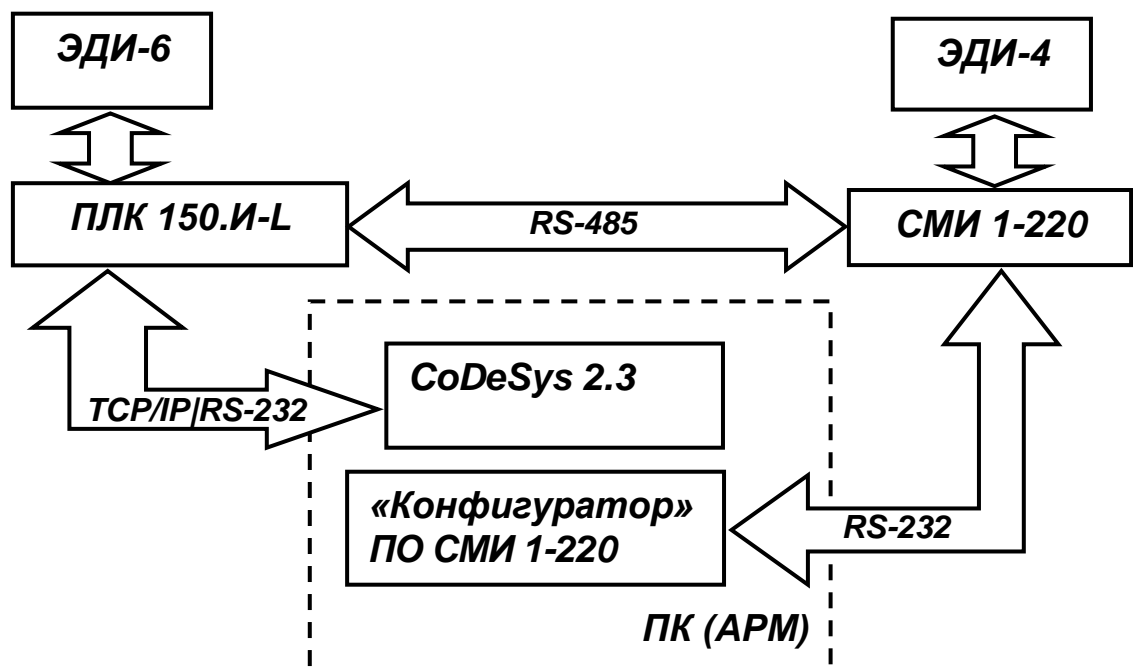 ЭДИ-6
ЭДИ-4
ПЛК 150.И-L
RS-485
СМИ 1-220
CoDeSys 2.3
TCP/IP|RS-232
«Конфигуратор»
ПО СМИ 1-220
RS-232
ПК (АРМ)